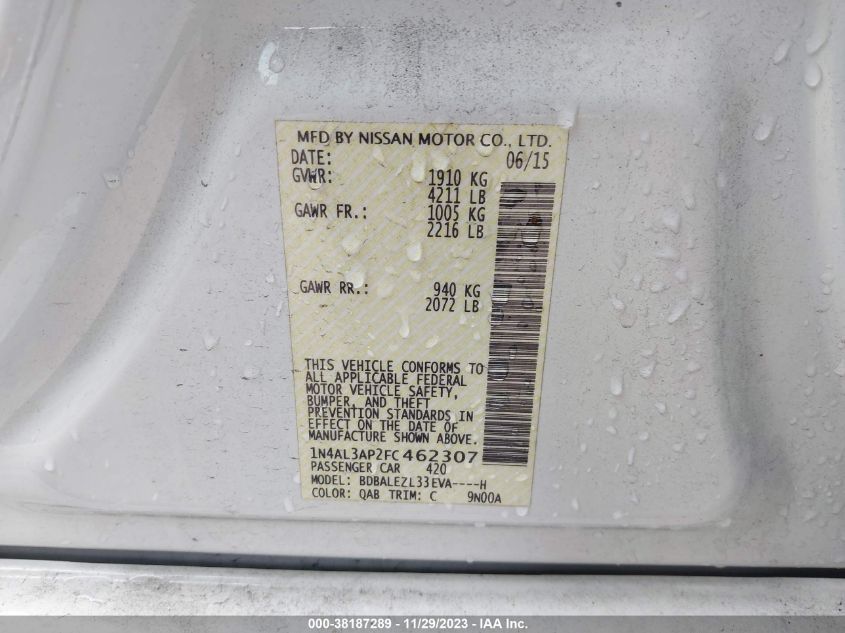 MFD BY NISSAN MOTOR CO., LTD.
DATE: 06/15
GVWR: 1910 KG
4211 LB
GAWR FR.: 1005 KG
2216 LB
GAWR RR.: 940 KG
2072 LB
THIS VEHICLE CONFORMS TO
ALL APPLICABLE FEDERAL
MOTOR VEHICLE SAFETY,
BUMPER, AND THEFT
PREVENTION STANDARDS IN
EFFECT ON THE DATE OF
MANUFACTURE SHOWN ABOVE.
1N4AL3AP2FC462307
PASSENGER CAR 420
MODEL: BDBALEZL33EVA----H
COLOR: QAB TRIM: C 9N00A
000-38187289 - 11/29/2023 - IAA Inc.